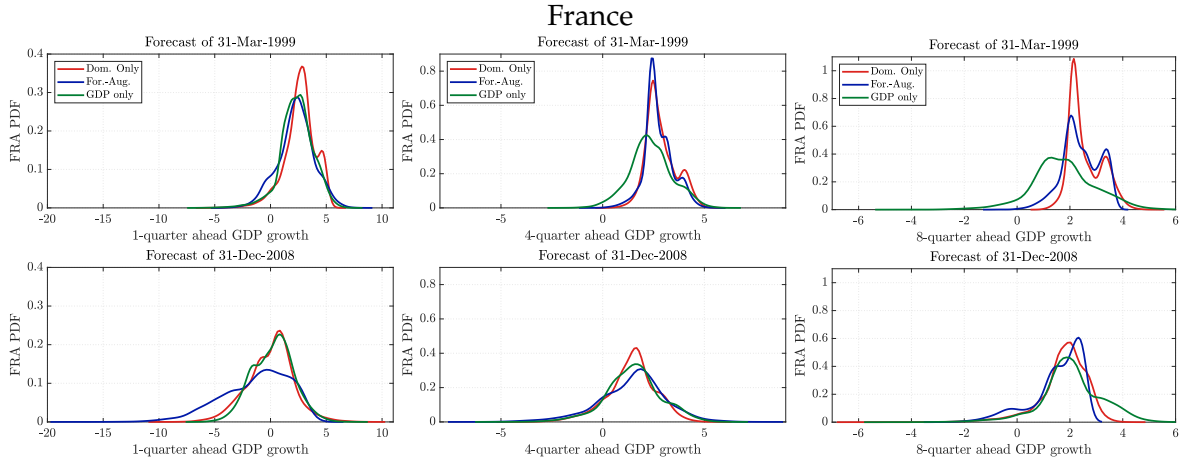 France
Forecast of 31-Mar-1999
0.4
0.3
0.2
0.1
0
FRA PDF
Dom. Only
For.-Aug.
GDP only
-20 -15 -10 -5 0 5 10
1-quarter ahead GDP growth
Forecast of 31-Mar-1999
0.8
0.6
0.4
0.2
0
FRA PDF
Dom. Only
For.-Aug.
GDP only
-5 0 5
4-quarter ahead GDP growth
Forecast of 31-Mar-1999
1
0.8
0.6
0.4
0.2
0
FRA PDF
Dom. Only
For.-Aug.
GDP only
-6 -4 -2 0 2 4 6
8-quarter ahead GDP growth
Forecast of 31-Dec-2008
0.4
0.3
0.2
0.1
0
FRA PDF
-20 -15 -10 -5 0 5 10
1-quarter ahead GDP growth
Forecast of 31-Dec-2008
0.8
0.6
0.4
0.2
0
FRA PDF
-5 0 5
4-quarter ahead GDP growth
Forecast of 31-Dec-2008
1
0.8
0.6
0.4
0.2
0
FRA PDF
-6 -4 -2 0 2 4 6
8-quarter ahead GDP growth